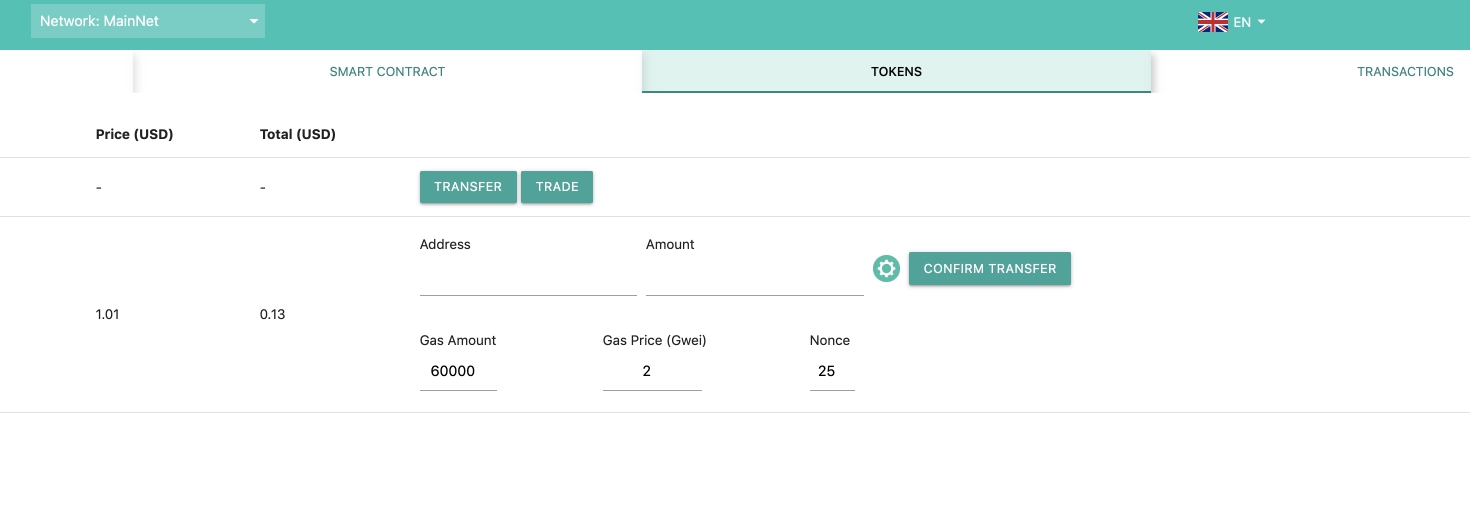 Network: MainNet
EN
SMART CONTRACT
TOKENS
TRANSACTIONS
Price (USD)
Total (USD)
-
-
TRANSFER
TRADE
Address
Amount
CONFIRM TRANSFER
1.01
0.13
Gas Amount
Gas Price (Gwei)
Nonce
60000
2
25